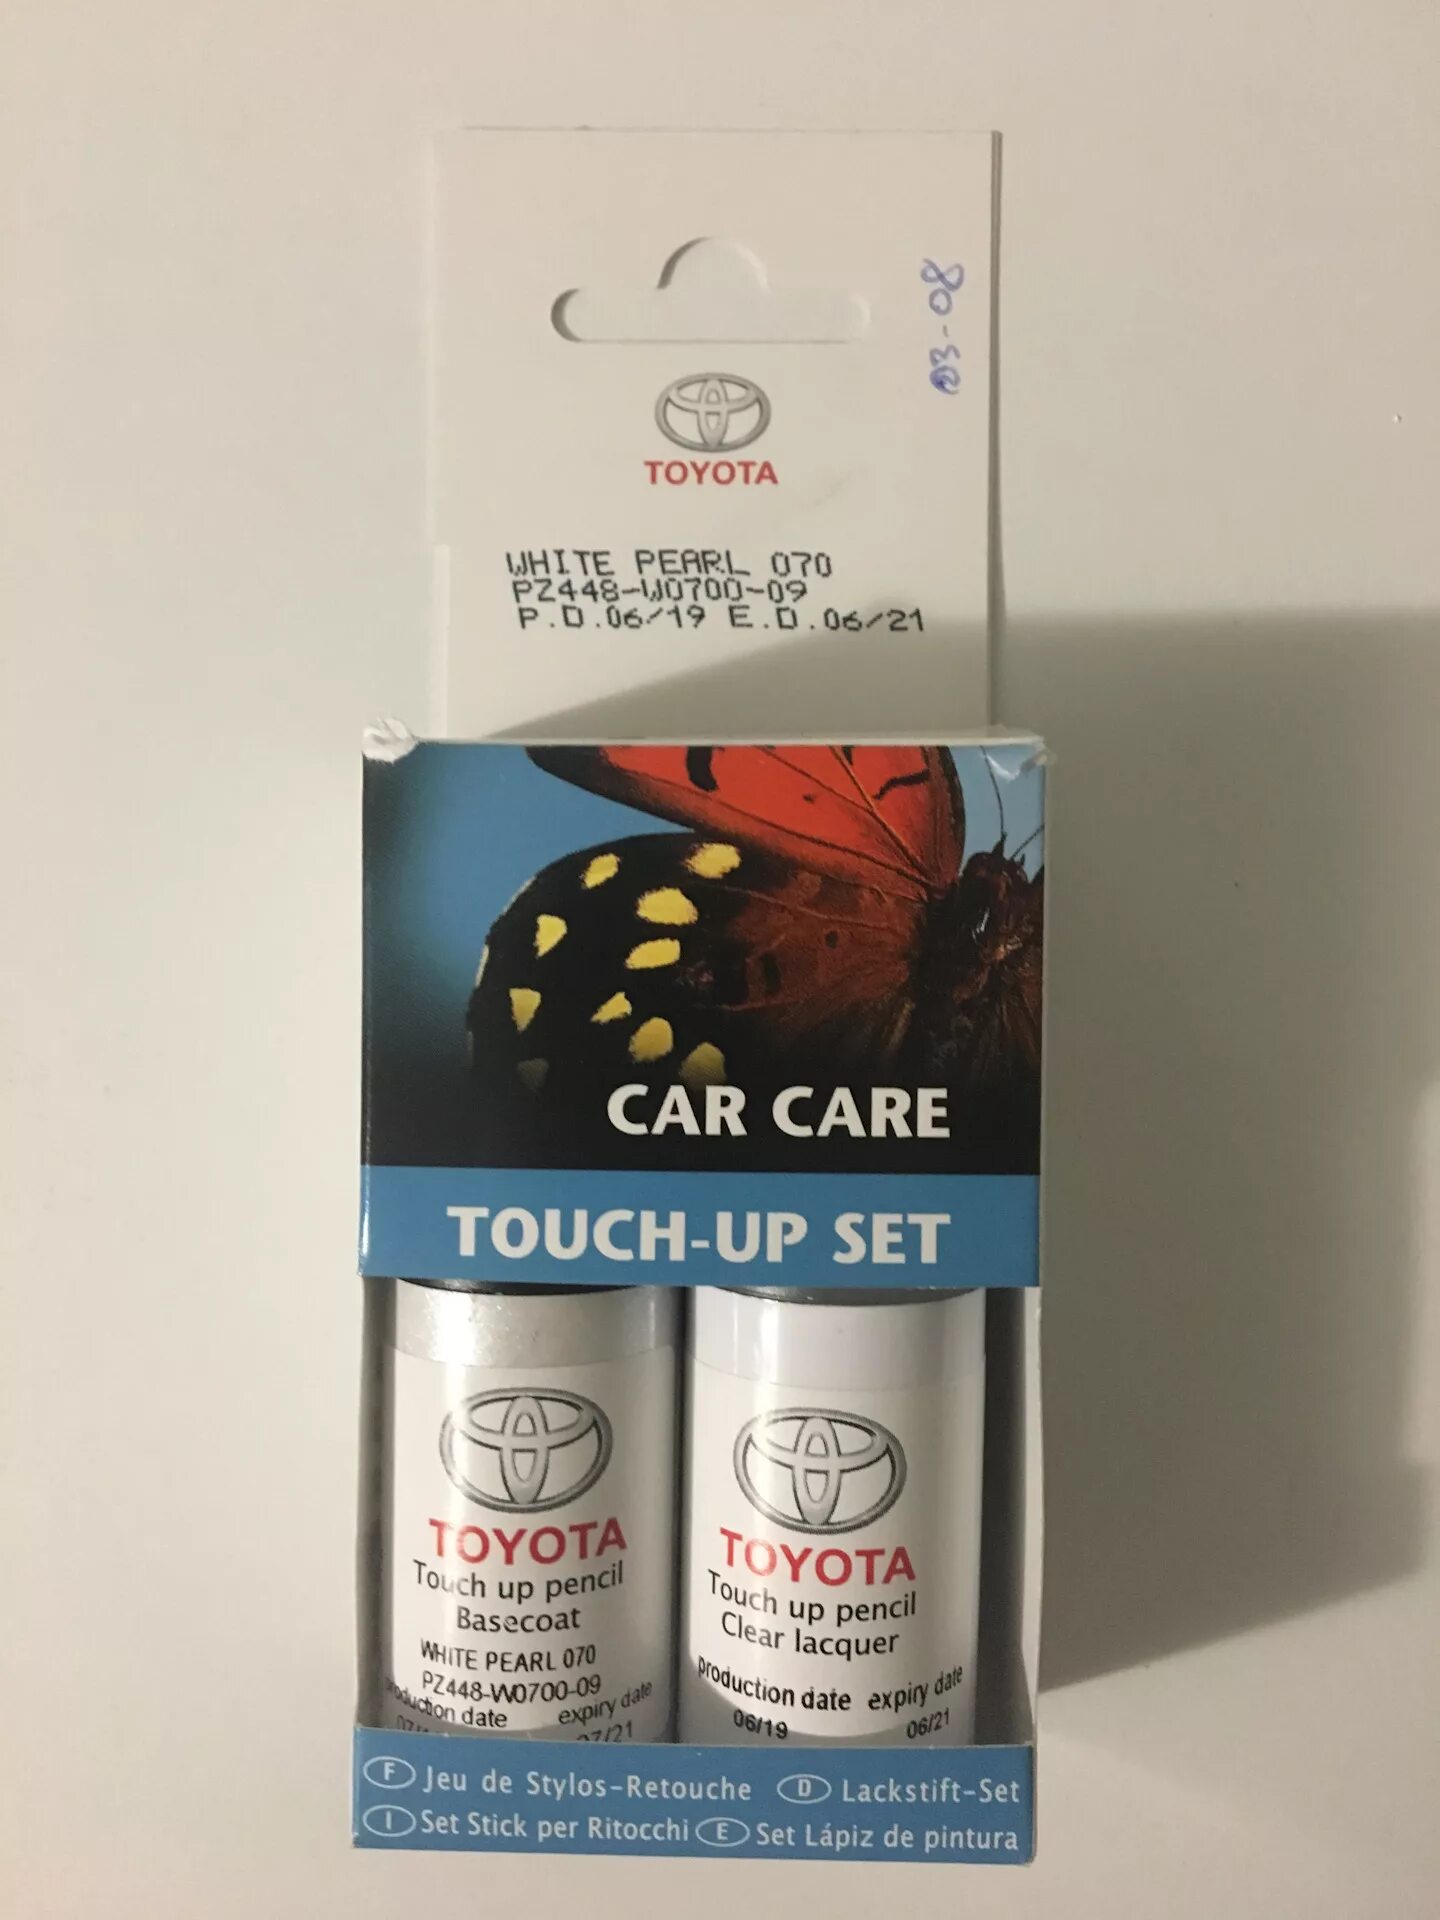 TOYOTA
WHITE PEARL 070
PZ448-W0700-09
P.D.06/19 E.D.06/21
CAR CARE
TOUCH-UP SET
TOYOTA
Touch up pencil
Basecoat
WHITE PEARL 070
PZ448-W0700-09
production date expiry date
07/21
TOYOTA
Touch up pencil
Clear lacquer
production date expiry date
06/19 06/21
F Jeu de Stylos-Retouche D Lackstift-Set
I Set Stick per Ritocchi E Set Lápiz de pintura